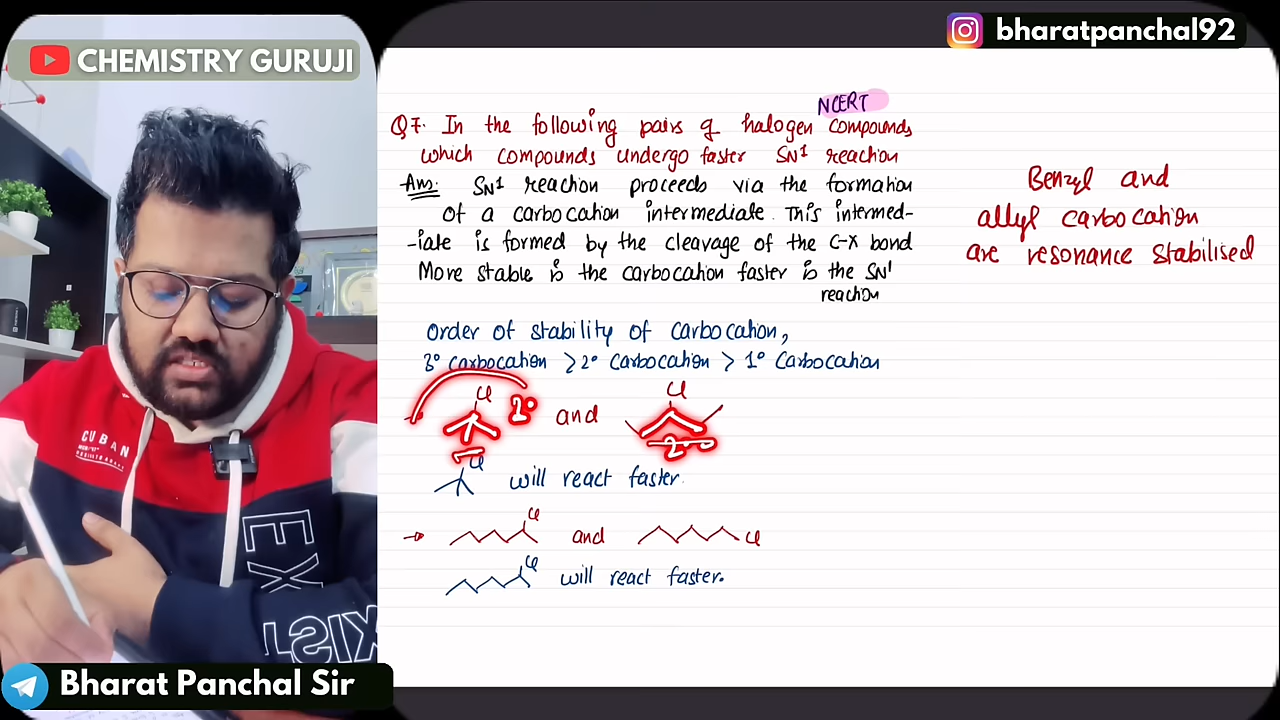 bharatpanchal92
CHEMISTRY GURUJI
NCERT
Q7. In the following pairs of halogen compounds
which compounds undergo faster SN1 reaction
Ans: SN1 reaction proceeds via the formation
of a carbocation intermediate. This intermed-
-iate is formed by the cleavage of the C-X bond
More stable is the carbocation faster is the SN1
reaction
Benzyl and
allyl carbocation
are resonance stabilised
Order of stability of carbocation,
3° carbocation > 2° carbocation > 1° carbocation
Cl and Cl
Cl will react faster.
Cl and Cl
Cl will react faster.
CUBAN
EX
Bharat Panchal Sir